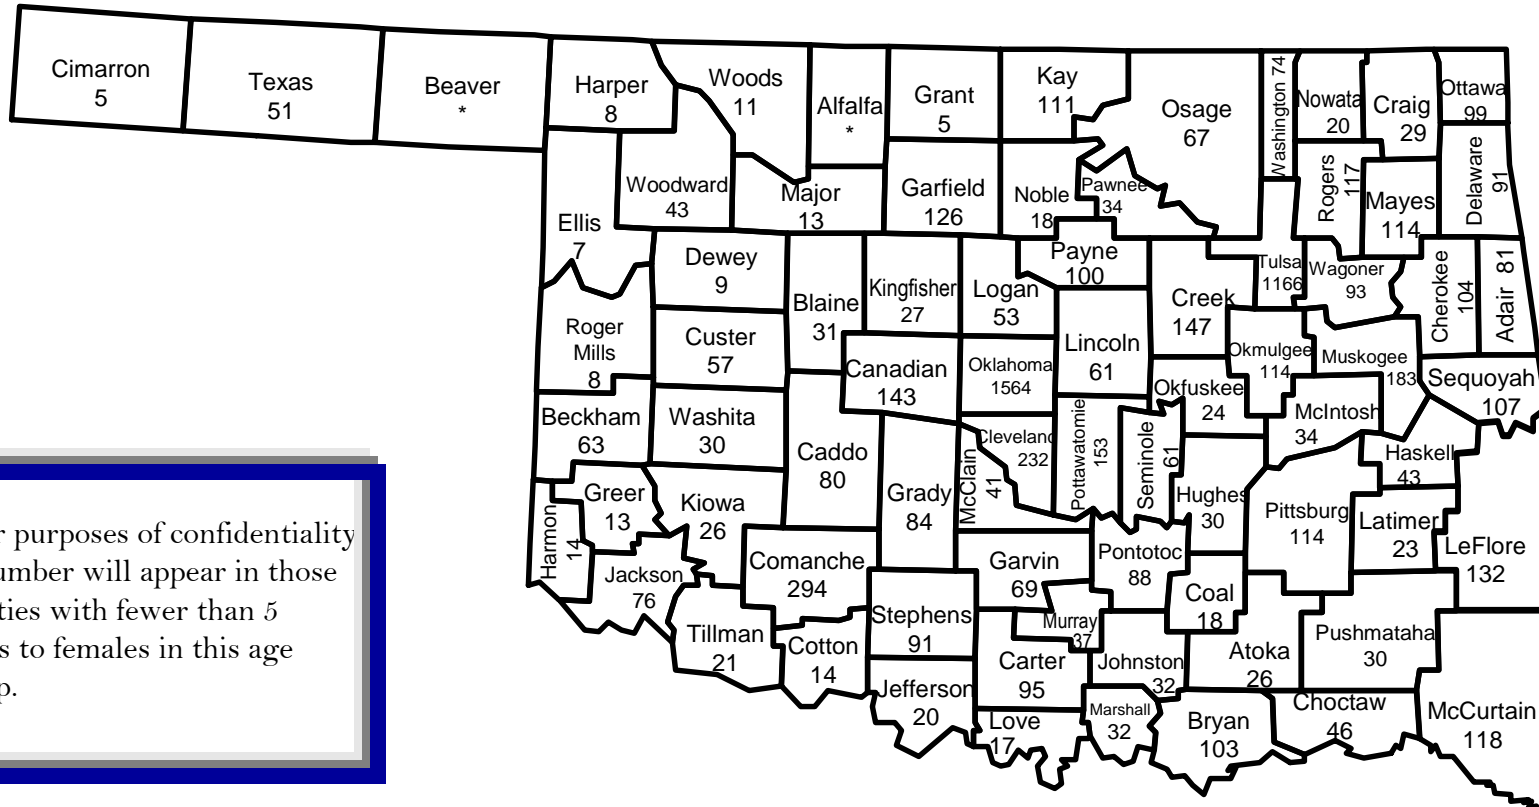 Cimarron
5
Texas
51
Beaver
*
Harper
8
Woods
11
Alfalfa
*
Grant
5
Kay
111
Osage
67
Washington 74
Nowata
20
Craig
29
Ottawa
99
Woodward
43
Major
13
Garfield
126
Noble
18
Pawnee
34
Rogers
117
Mayes
114
Delaware
91
Ellis
7
Dewey
9
Blaine
31
Kingfisher
27
Logan
53
Payne
100
Creek
147
Tulsa
1166
Wagoner
93
Cherokee
104
Adair 81
Roger
Mills
8
Custer
57
Canadian
143
Oklahoma
1564
Lincoln
61
Okmulgee
114
Muskogee
183
Sequoyah
107
Beckham
63
Washita
30
Caddo
80
Grady
84
McClain
41
Cleveland
232
Pottawatomie
153
Seminole
61
Okfuskee
24
McIntosh
34
Haskell
43
Harmon
14
Greer
13
Kiowa
26
Hughes
30
Pittsburg
114
Latimer
23
LeFlore
132
Jackson
76
Comanche
294
Garvin
69
Pontotoc
88
Coal
18
Tillman
21
Cotton
14
Stephens
91
Murray
37
Carter
95
Johnston
32
Atoka
26
Pushmataha
30
Jefferson
20
Love
17
Marshall
32
Bryan
103
Choctaw
46
McCurtain
118
r purposes of confidentiality
umber will appear in those
ties with fewer than 5
s to females in this age
p.